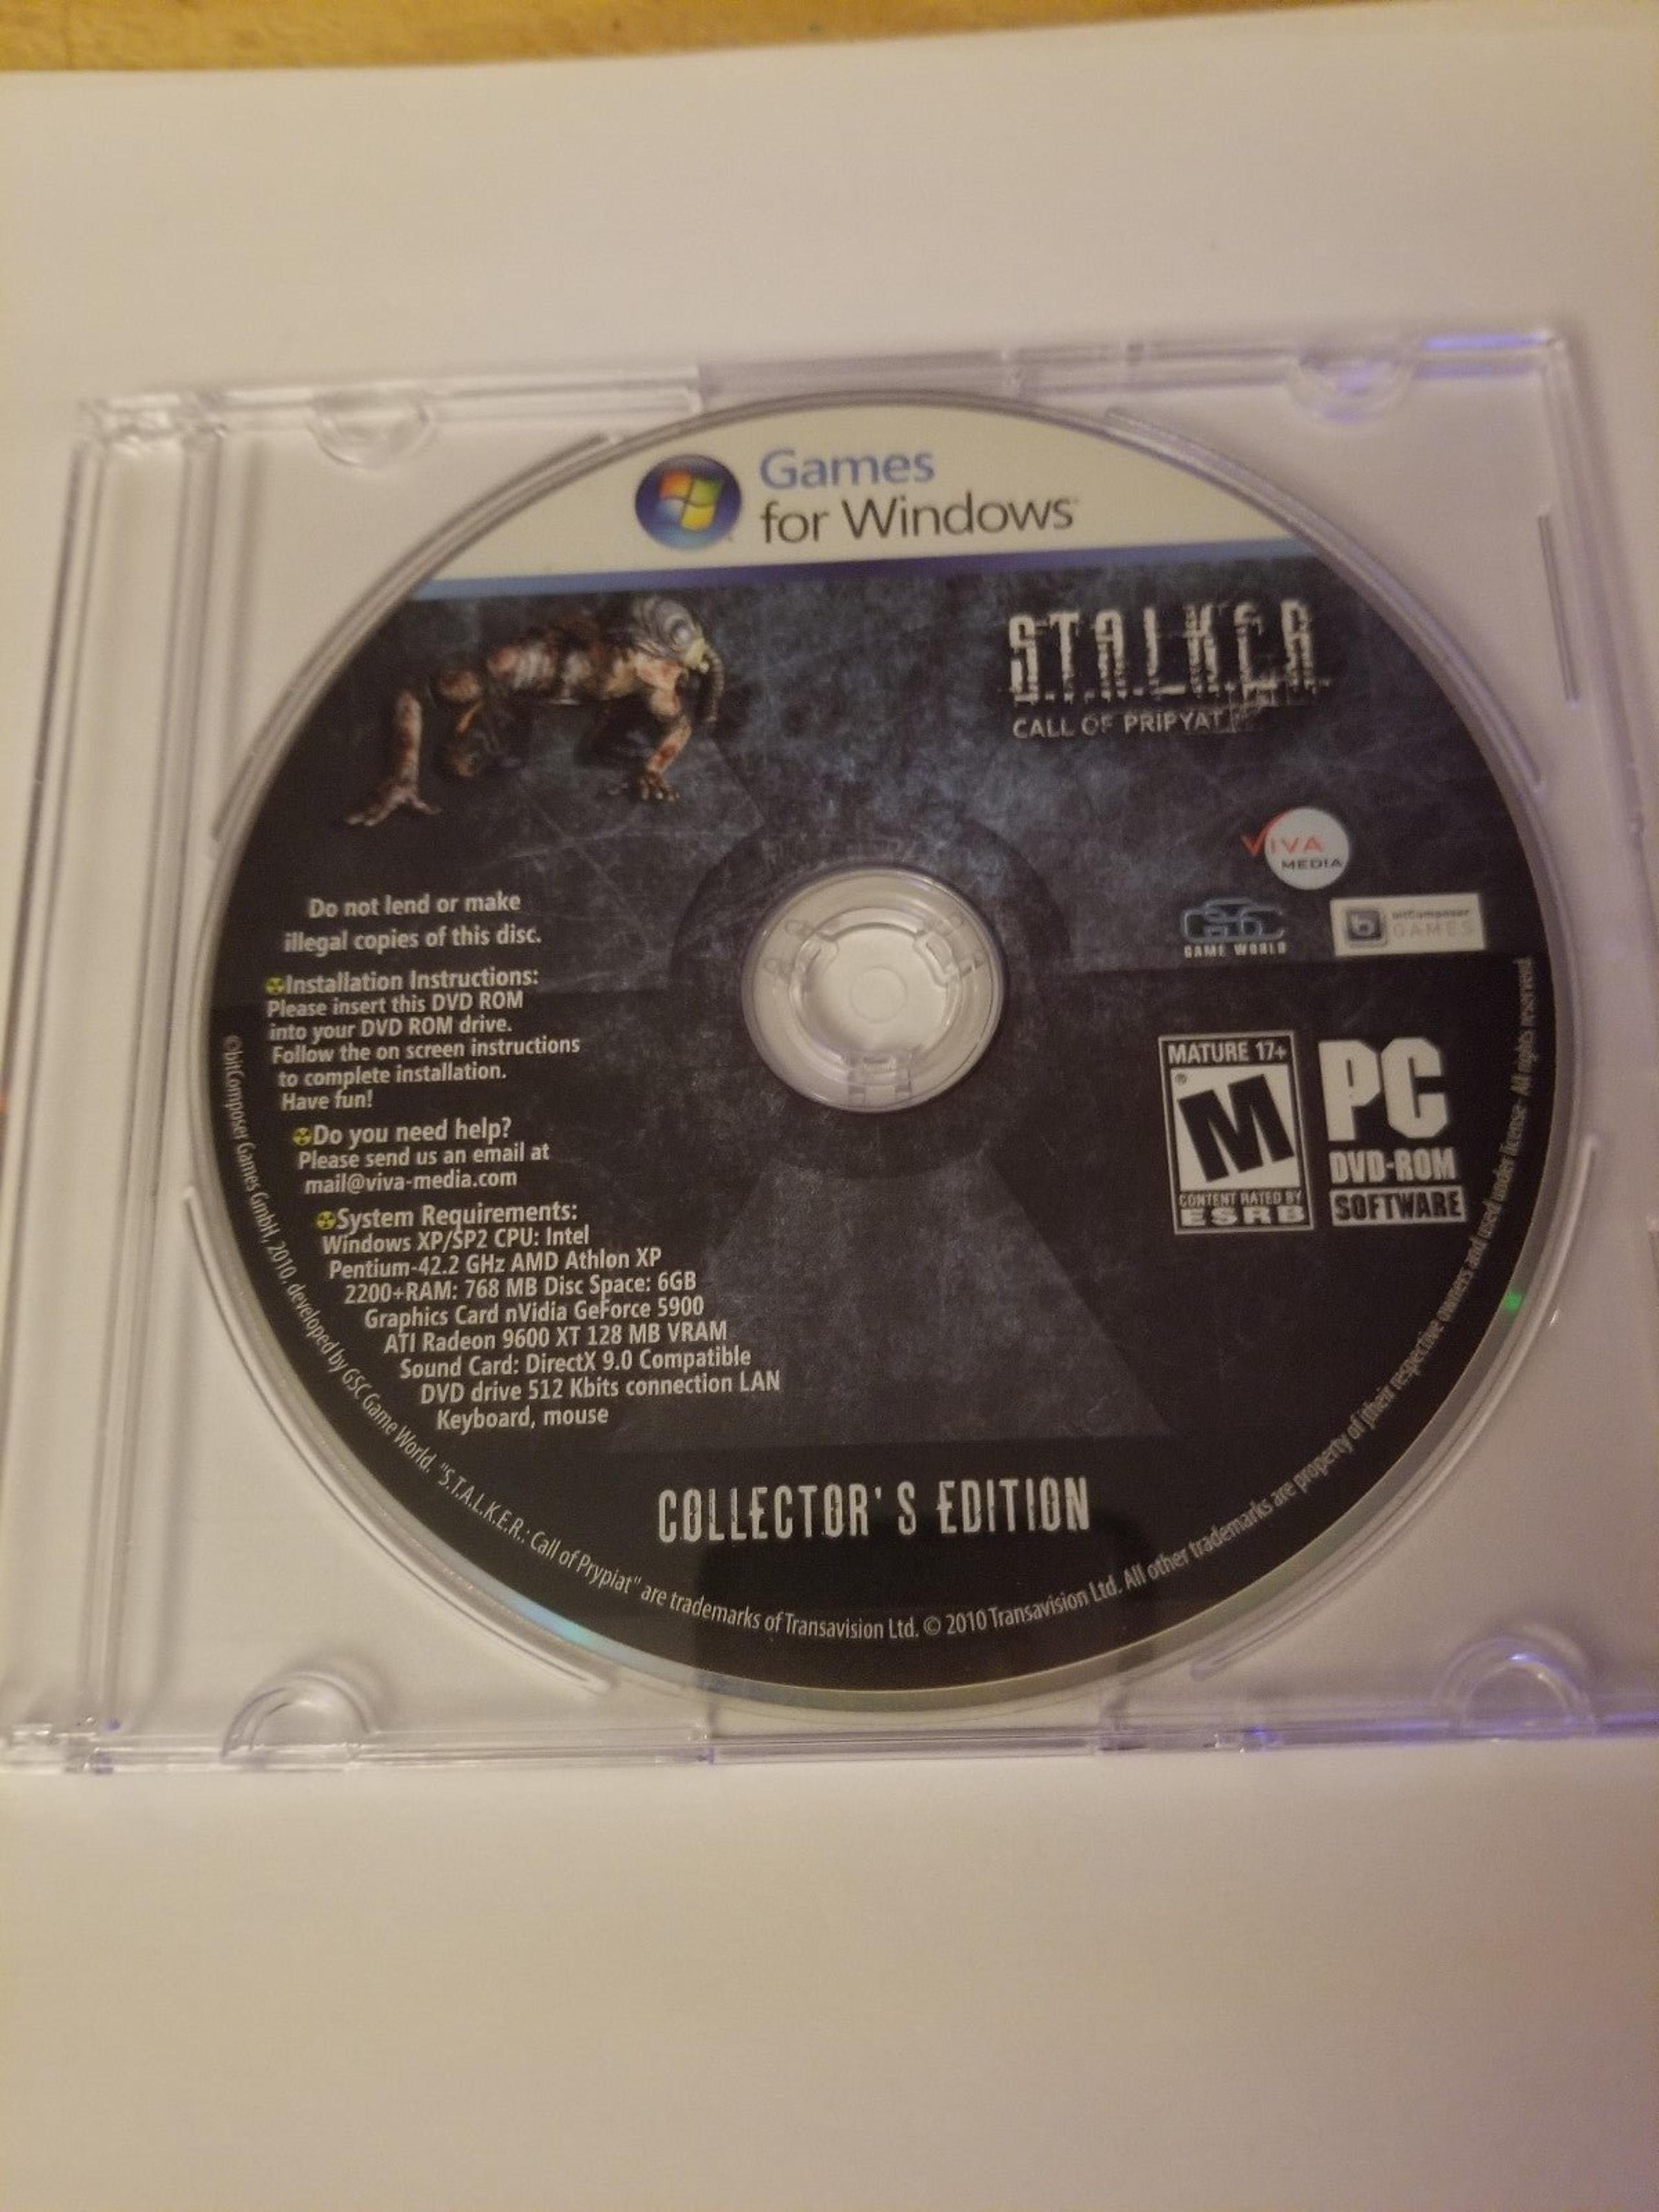 Games
for Windows
S.T.A.L.K.E.R.
CALL OF PRIPYAT
VIVA
MEDIA
GSC
GAME WORLD
bitComposer
GAMES
Do not lend or make
illegal copies of this disc.
Installation Instructions:
Please insert this DVD ROM
into your DVD ROM drive.
Follow the on screen instructions
to complete installation.
Have fun!
Do you need help?
Please send us an email at
mail@viva-media.com
System Requirements:
Windows XP/SP2 CPU: Intel
Pentium-42.2 GHz AMD Athlon XP
2200+RAM: 768 MB Disc Space: 6GB
Graphics Card nVidia GeForce 5900
ATI Radeon 9600 XT 128 MB VRAM
Sound Card: DirectX 9.0 Compatible
DVD drive 512 Kbits connection LAN
Keyboard, mouse
MATURE 17+
M
®
CONTENT RATED BY
ESRB
PC
DVD-ROM
SOFTWARE
COLLECTOR'S EDITION
©bitComposer Games GmbH, 2010, developed by GSC Game World. "S.T.A.L.K.E.R.: Call of Prypiat" are trademarks of Transavision Ltd. © 2010 Transavision Ltd. All other trademarks are property of their respective owners and used under license- All rights reserved